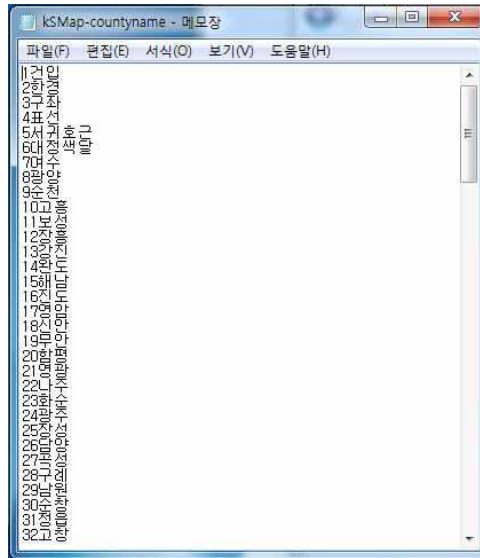 kSMap-countyname - 메모장
파일(F) 편집(E) 서식(O) 보기(V) 도움말(H)
1건입
2한경
3구좌
4표선
5서귀호근
6대정색달
7여수
8광양
9순천
10고흥
11보성
12장흥
13강진
14완도
15해남
16진도
17영암
18신안
19무안
20함평
21영광
22나주
23화순
24광주
25장성
26담양
27곡성
28구례
29남원
30순창
31정읍
32고창